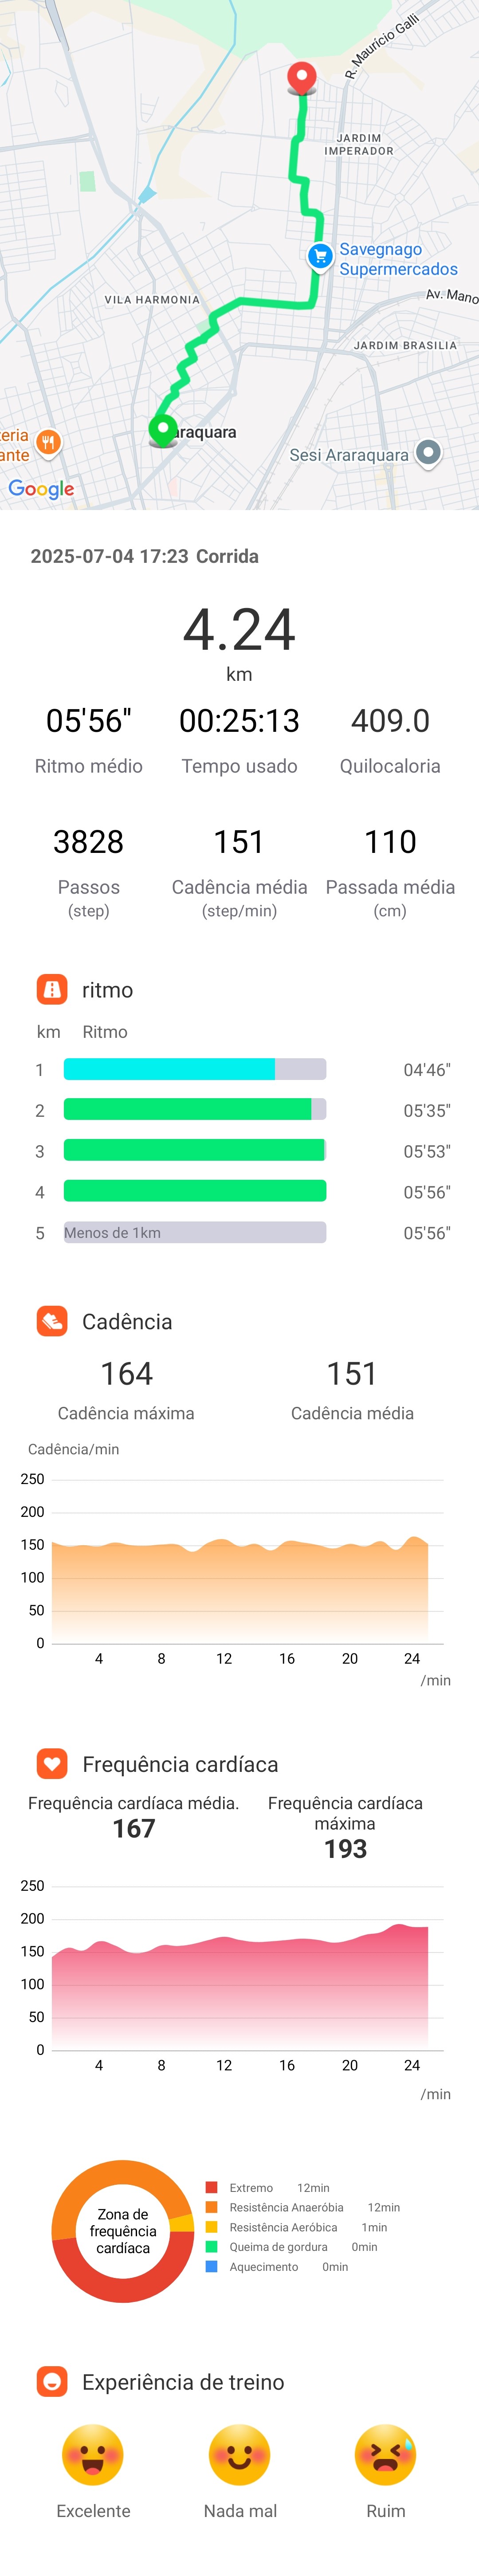 R. Maurício Galli
JARDIM
IMPERADOR
Savegnago
Supermercados
VILA HARMONIA
Av. Mano
JARDIM BRASILIA
teria
ante
araquara
Sesi Araraquara
Google
2025-07-04 17:23 Corrida
4.24
km
05'56" 00:25:13 409.0
Ritmo médio Tempo usado Quilocaloria
3828 151 110
Passos Cadência média Passada média
(step) (step/min) (cm)
ritmo
km Ritmo
1 04'46"
2 05'35"
3 05'53"
4 05'56"
5 Menos de 1km 05'56"
Cadência
164 151
Cadência máxima Cadência média
Cadência/min
250
200
150
100
50
0
4 8 12 16 20 24
/min
Frequência cardíaca
Frequência cardíaca média. Frequência cardíaca
máxima
167
193
250
200
150
100
50
0
4 8 12 16 20 24
/min
Zona de
frequência
cardíaca
Extremo 12min
Resistência Anaeróbia 12min
Resistência Aeróbica 1min
Queima de gordura 0min
Aquecimento 0min
Experiência de treino
Excelente Nada mal Ruim